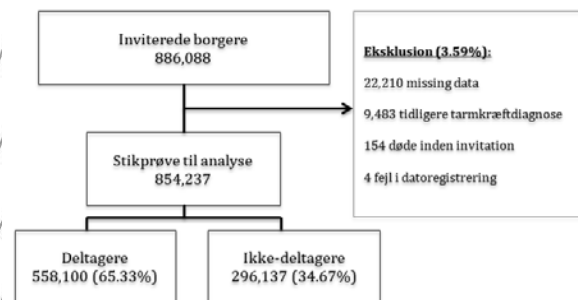 Inviterede borgere
886,088
Eksklusion (3.59%):
22,210 missing data
9,483 tidligere tarmkræftdiagnose
154 døde inden invitation
4 fejl i datoregistrering
Stikprøve til analyse
854,237
Deltagere
558,100 (65.33%)
Ikke-deltagere
296,137 (34.67%)